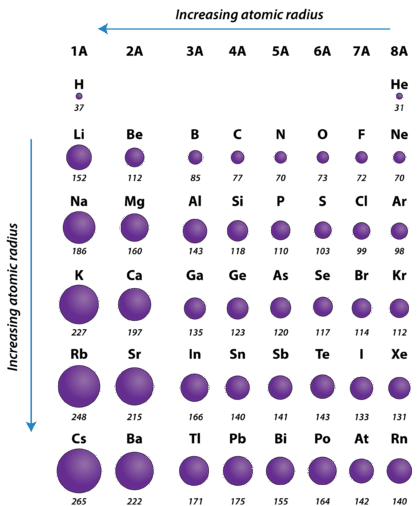 Increasing atomic radius
1A 2A 3A 4A 5A 6A 7A 8A
H He
37 31
Increasing atomic radius
Li Be B C N O F Ne
152 112 85 77 70 73 72 70
Na Mg Al Si P S Cl Ar
186 160 143 118 110 103 99 98
K Ca Ga Ge As Se Br Kr
227 197 135 123 120 117 114 112
Rb Sr In Sn Sb Te I Xe
248 215 166 140 141 143 133 131
Cs Ba Tl Pb Bi Po At Rn
265 222 171 175 155 164 142 140